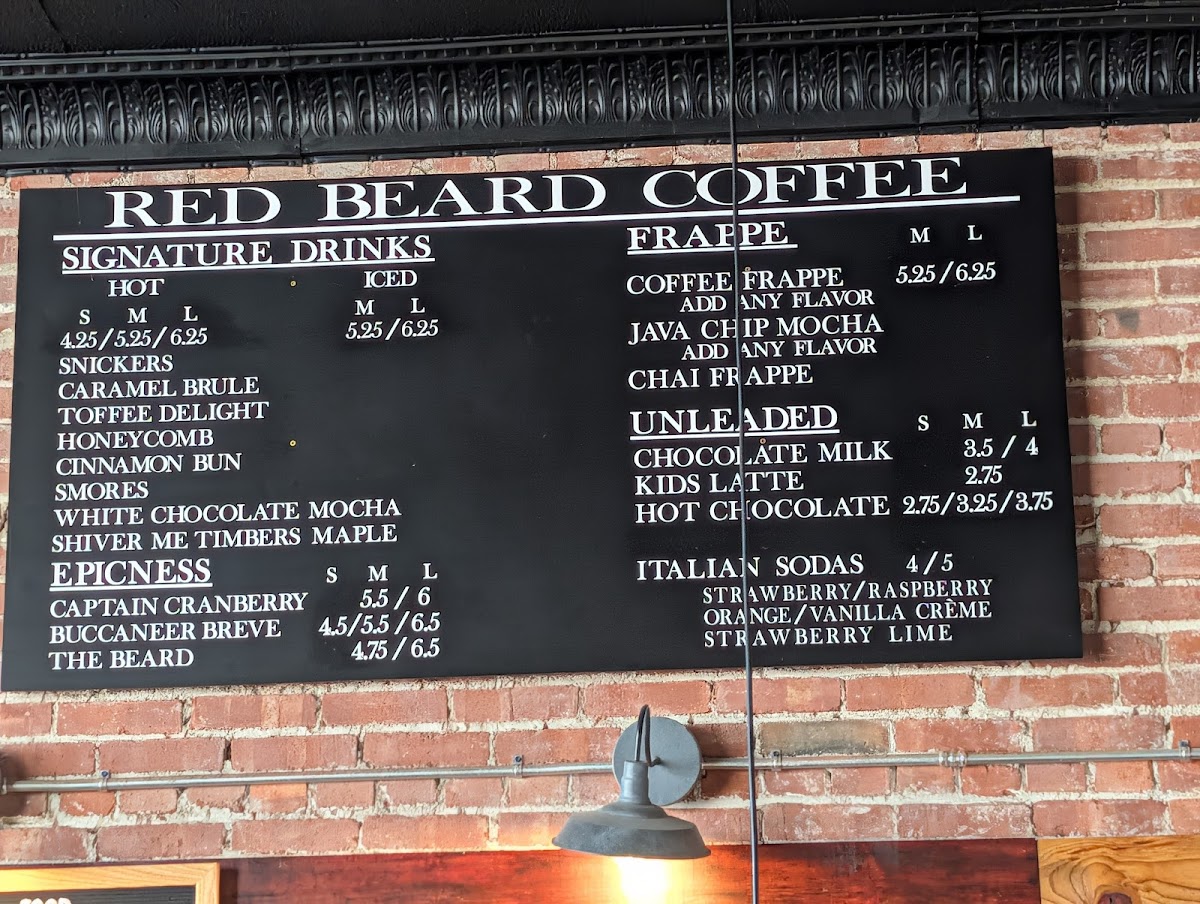 RED BEARD COFFEE
SIGNATURE DRINKS
HOT ICED
S M L M L
4.25/5.25/6.25 5.25/6.25
SNICKERS
CARAMEL BRULE
TOFFEE DELIGHT
HONEYCOMB
CINNAMON BUN
SMORES
WHITE CHOCOLATE MOCHA
SHIVER ME TIMBERS MAPLE
EPICNESS S M L
CAPTAIN CRANBERRY 5.5 / 6
BUCCANEER BREVE 4.5/5.5/6.5
THE BEARD 4.75/6.5
FRAPPE M L
COFFEE FRAPPE 5.25/6.25
ADD ANY FLAVOR
JAVA CHIP MOCHA
ADD ANY FLAVOR
CHAI FRAPPE
UNLEADED S M L
CHOCOLATE MILK 3.5 / 4
KIDS LATTE 2.75
HOT CHOCOLATE 2.75/3.25/3.75
ITALIAN SODAS 4/5
STRAWBERRY/RASPBERRY
ORANGE/VANILLA CRÈME
STRAWBERRY LIME
FOOD